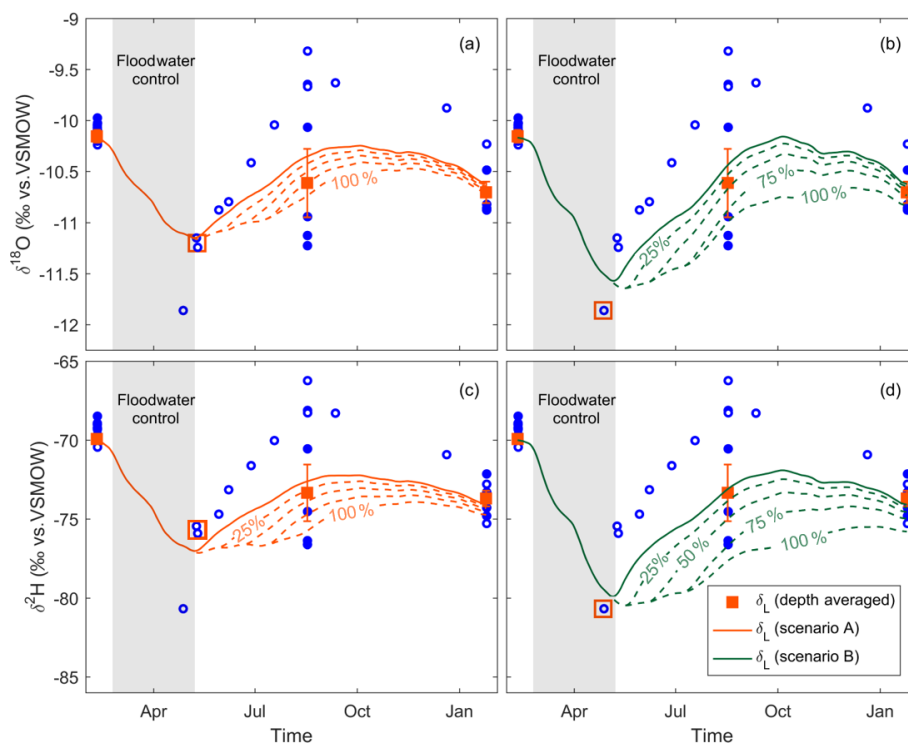 -9
-9.5
-10
-10.5
-11
-11.5
-12
δ18O (‰ vs.VSMOW)
Floodwater
control
(a)
100 %
Floodwater
control
(b)
25%
75 %
100 %
-65
-70
-75
-80
-85
δ2H (‰ vs.VSMOW)
Floodwater
control
(c)
25%
100 %
Floodwater
control
(d)
25%
50 %
75 %
100 %
δL (depth averaged)
δL (scenario A)
δL (scenario B)
Apr
Jul
Oct
Jan
Apr
Jul
Oct
Jan
Time
Time